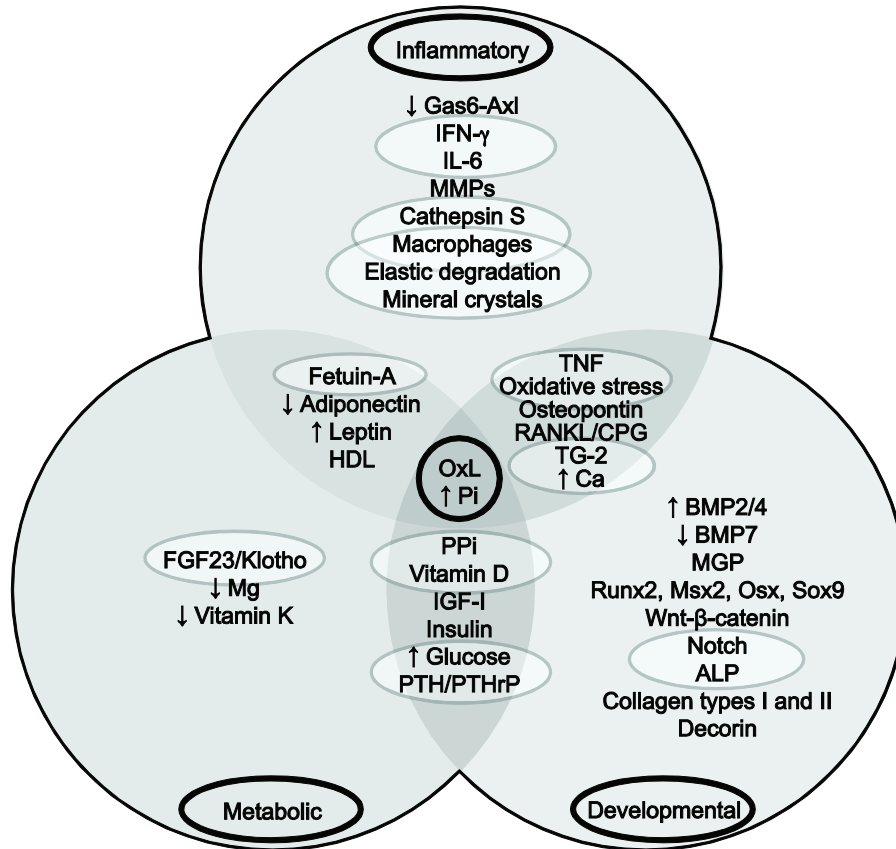 Inflammatory
↓ Gas6-Axl
IFN-γ
IL-6
MMPs
Cathepsin S
Macrophages
Elastic degradation
Mineral crystals
Fetuin-A
↓ Adiponectin
↑ Leptin
HDL
TNF
Oxidative stress
Osteopontin
RANKL/CPG
TG-2
↑ Ca
OxL
↑ Pi
FGF23/Klotho
↓ Mg
↓ Vitamin K
PPi
Vitamin D
IGF-I
Insulin
↑ Glucose
PTH/PTHrP
↑ BMP2/4
↓ BMP7
MGP
Runx2, Msx2, Osx, Sox9
Wnt-β-catenin
Notch
ALP
Collagen types I and II
Decorin
Metabolic
Developmental